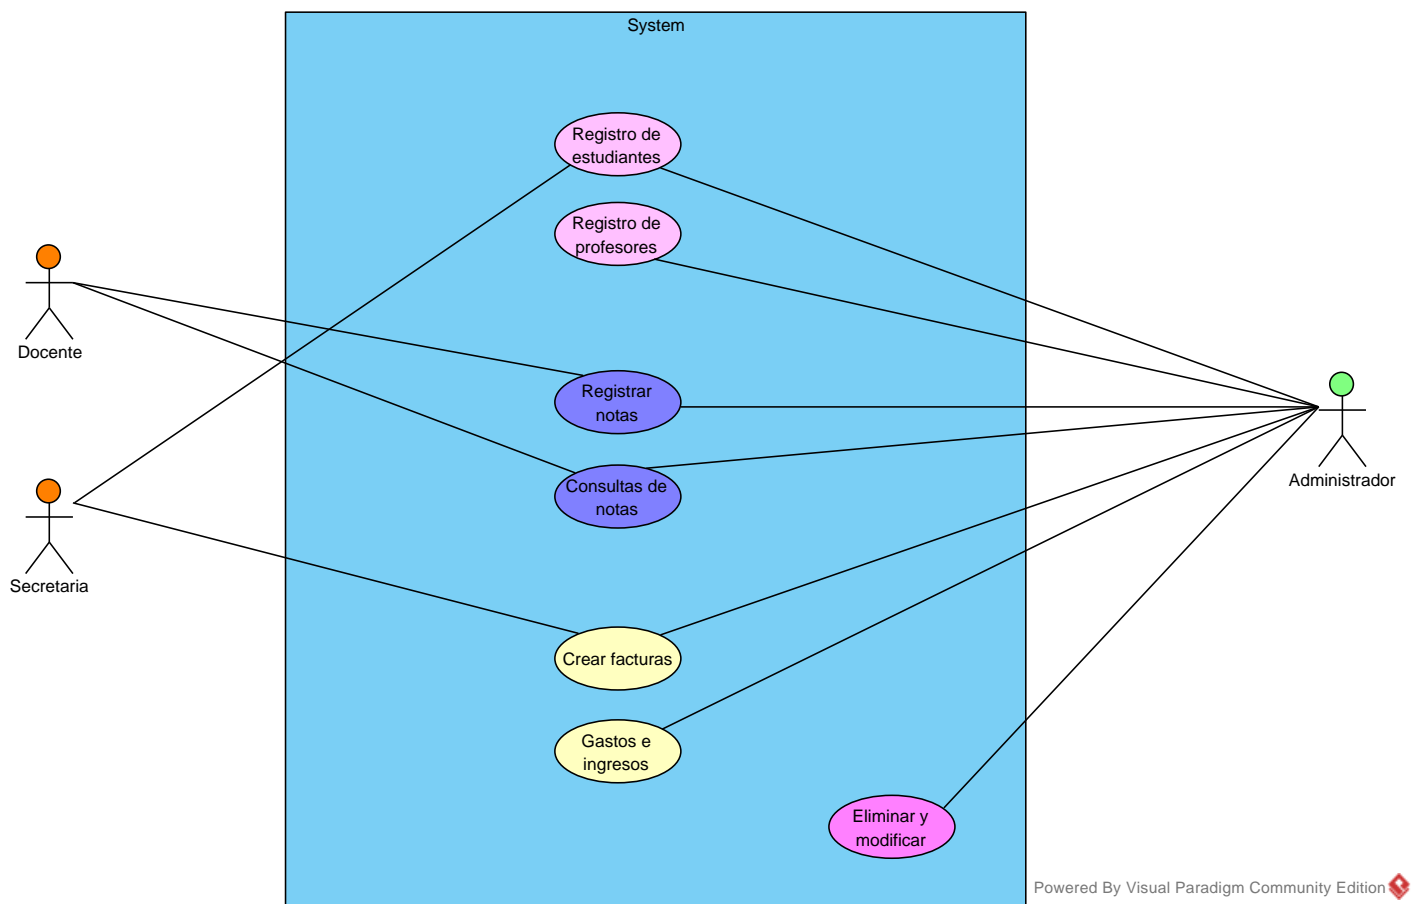 System
Registro de
estudiantes
Registro de
profesores
Docente
Registrar
notas
Administrador
Consultas de
notas
Secretaria
Crear facturas
Gastos e
ingresos
Eliminar y
modificar
Powered By Visual Paradigm Community Edition